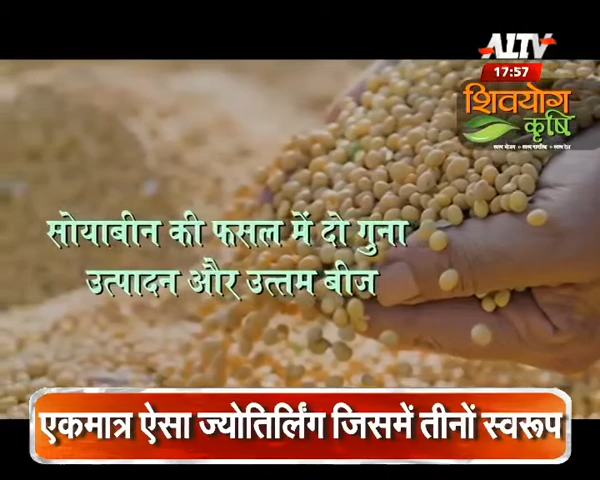 ALTV
17:57
शिवयोग
कृषि
सोयाबीन की फसल में दो गुना
उत्पादन और उत्तम बीज
एकमात्र ऐसा ज्योतिर्लिंग जिसमें तीनों स्वरूप